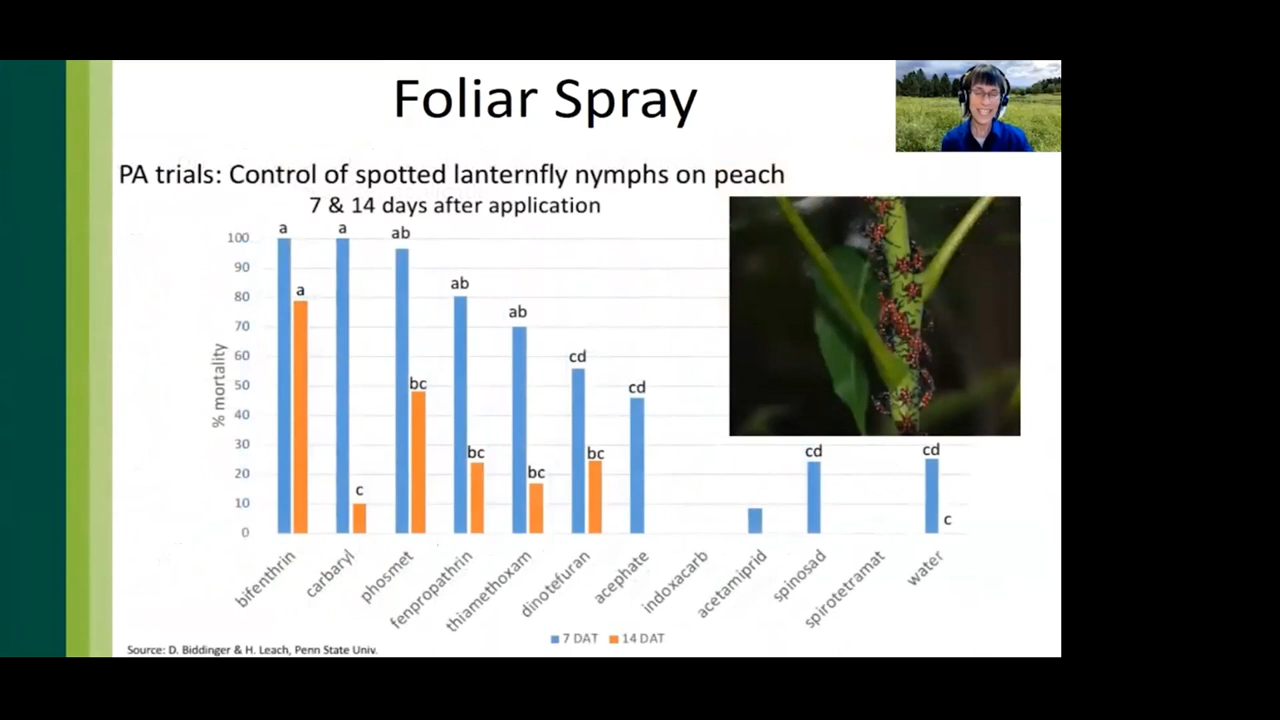 Foliar Spray
PA trials: Control of spotted lanternfly nymphs on peach
7 & 14 days after application
% mortality
100
90
80
70
60
50
40
30
20
10
0
a
a
a
c
ab
bc
ab
bc
ab
bc
cd
bc
cd
cd
cd
c
bifenthrin
carbaryl
phosmet
fenpropathrin
thiamethoxam
dinotefuran
acephate
indoxacarb
acetamiprid
spinosad
spirotetramat
water
7 DAT 14 DAT
Source: D. Biddinger & H. Leach, Penn State Univ.